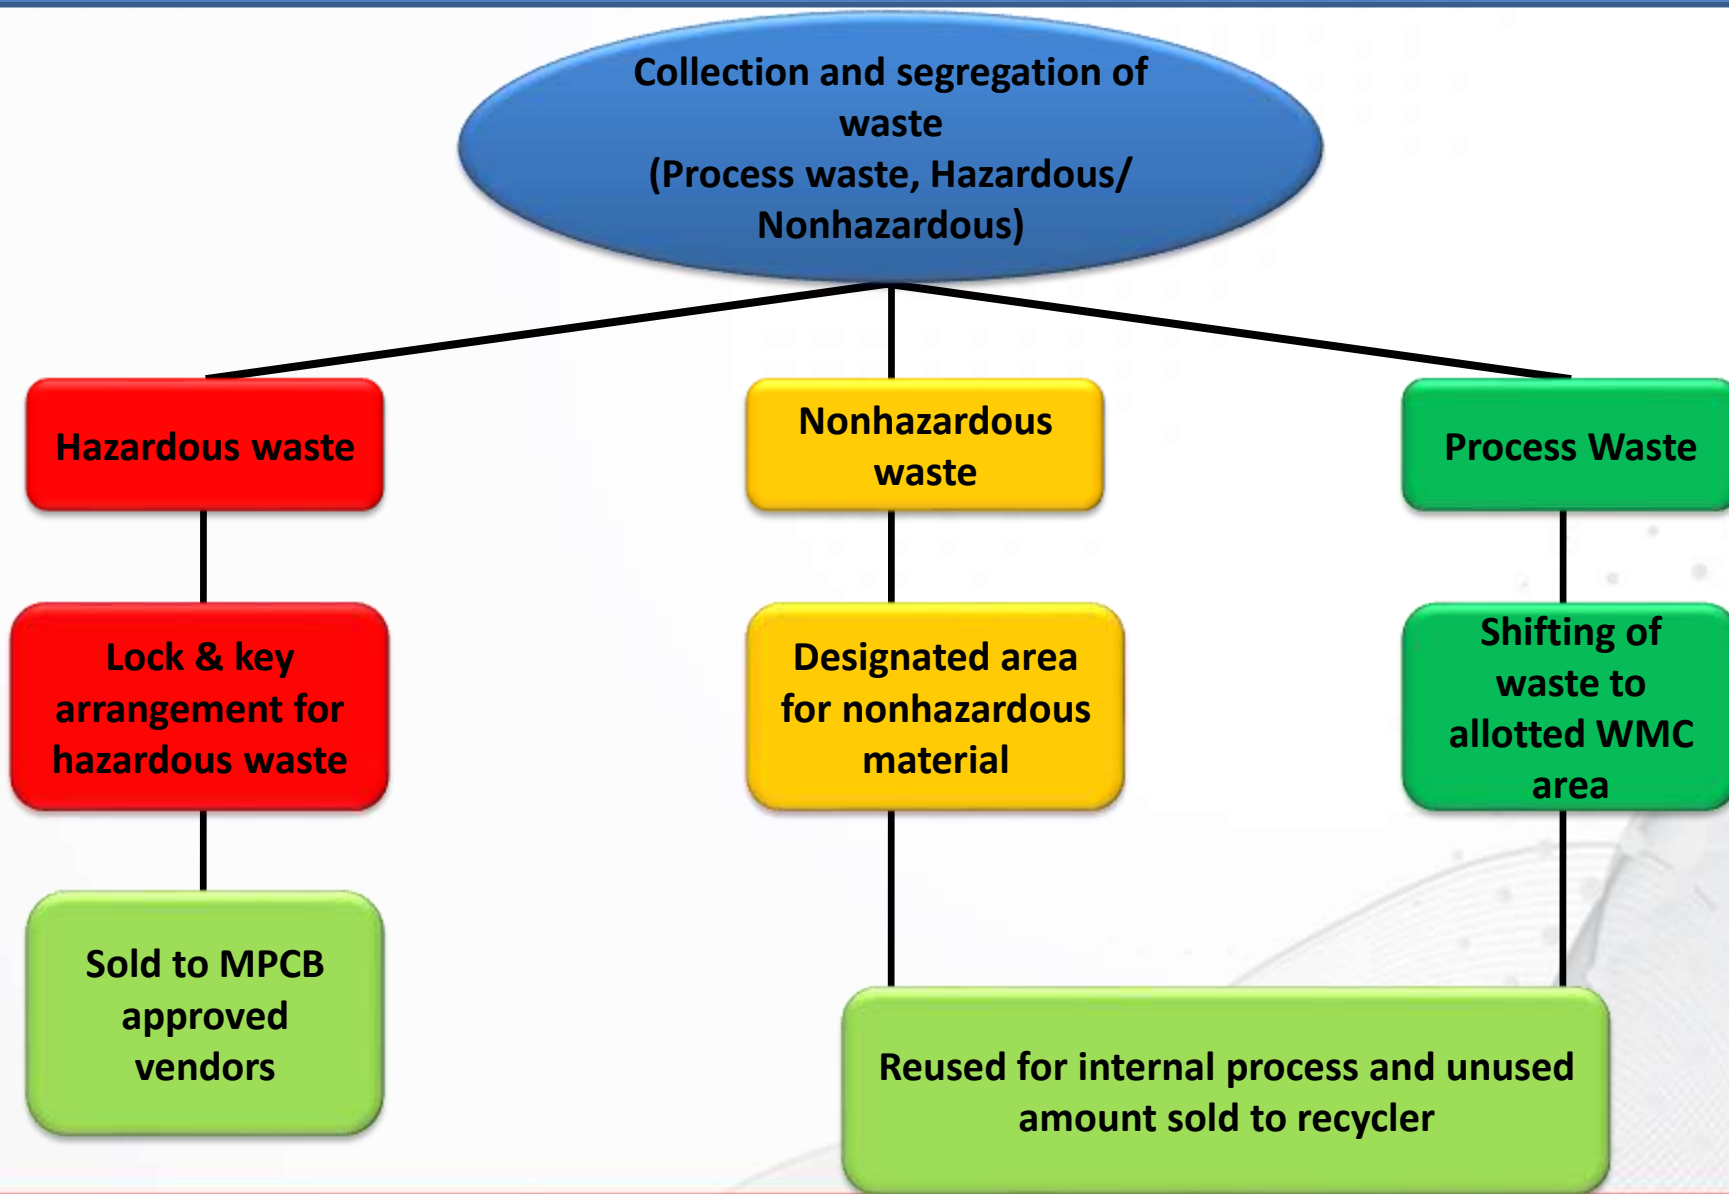 Collection and segregation of
waste
(Process waste, Hazardous/
Nonhazardous)
Hazardous waste
Nonhazardous
waste
Process Waste
Lock & key
arrangement for
hazardous waste
Designated area
for nonhazardous
material
Shifting of
waste to
allotted WMC
area
Sold to MPCB
approved
vendors
Reused for internal process and unused
amount sold to recycler